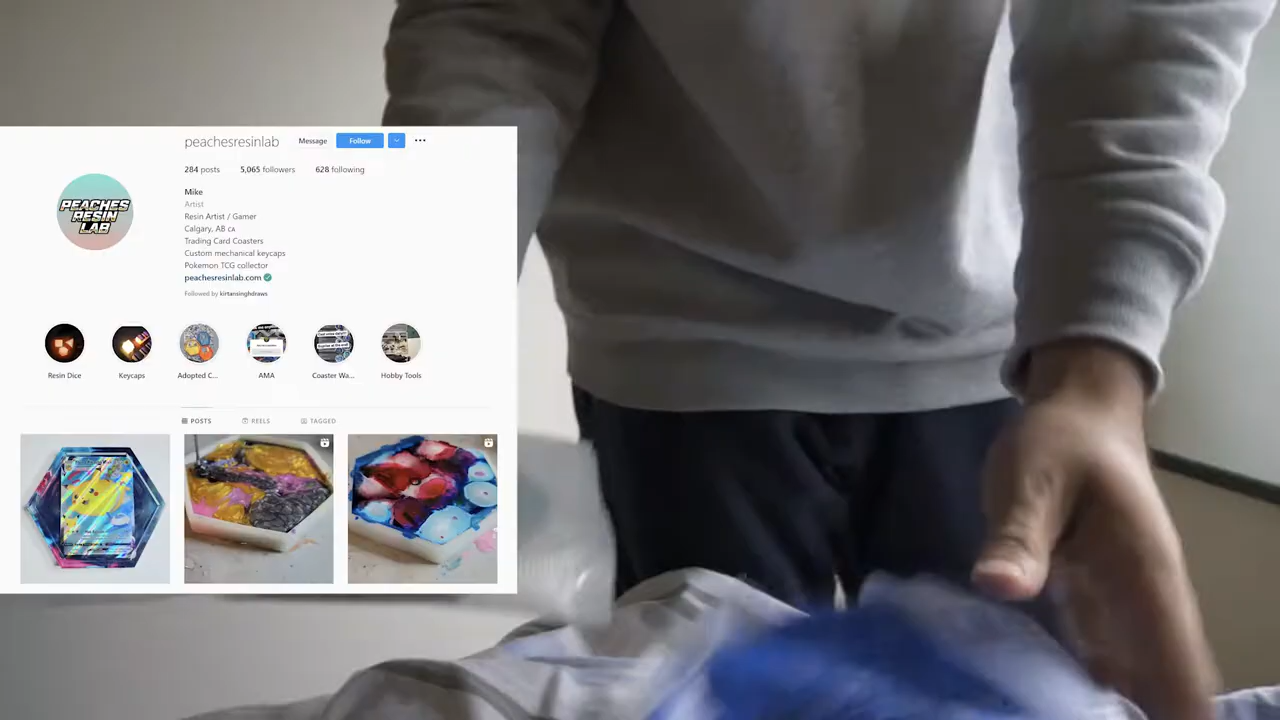 peachesresinlab Message Follow
284 posts 5,065 followers 628 following
Mike
Artist
PEACHES
RESIN
LAB
Resin Artist / Gamer
Calgary, AB CA
Trading Card Coasters
Custom mechanical keycaps
Pokemon TCG collector
peachesresinlab.com
Followed by kirtansinghdraws
Resin Dice Keycaps Adopted C... AMA Coaster Wa... Hobby Tools
POSTS REELS TAGGED